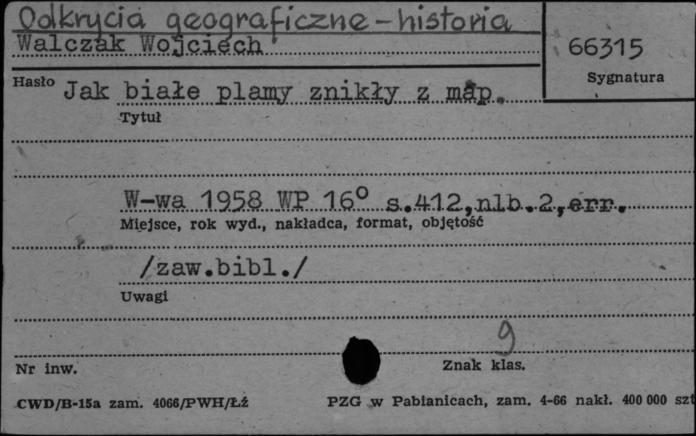 Odkrycia geograficzne - historia
Walczak Wojciech
66315
Sygnatura
Hasło Jak białe plamy znikły z map.
Tytuł
W-wa 1958 WP 16° s.412,nlb.2,err.
Miejsce, rok wyd., nakładca, format, objętość
/zaw.bibl./
Uwagi
9
Nr inw. Znak klas.
CWD/B-15a zam. 4066/PWH/Łź PZG w Pabianicach, zam. 4-66 nakł. 400 000 szt